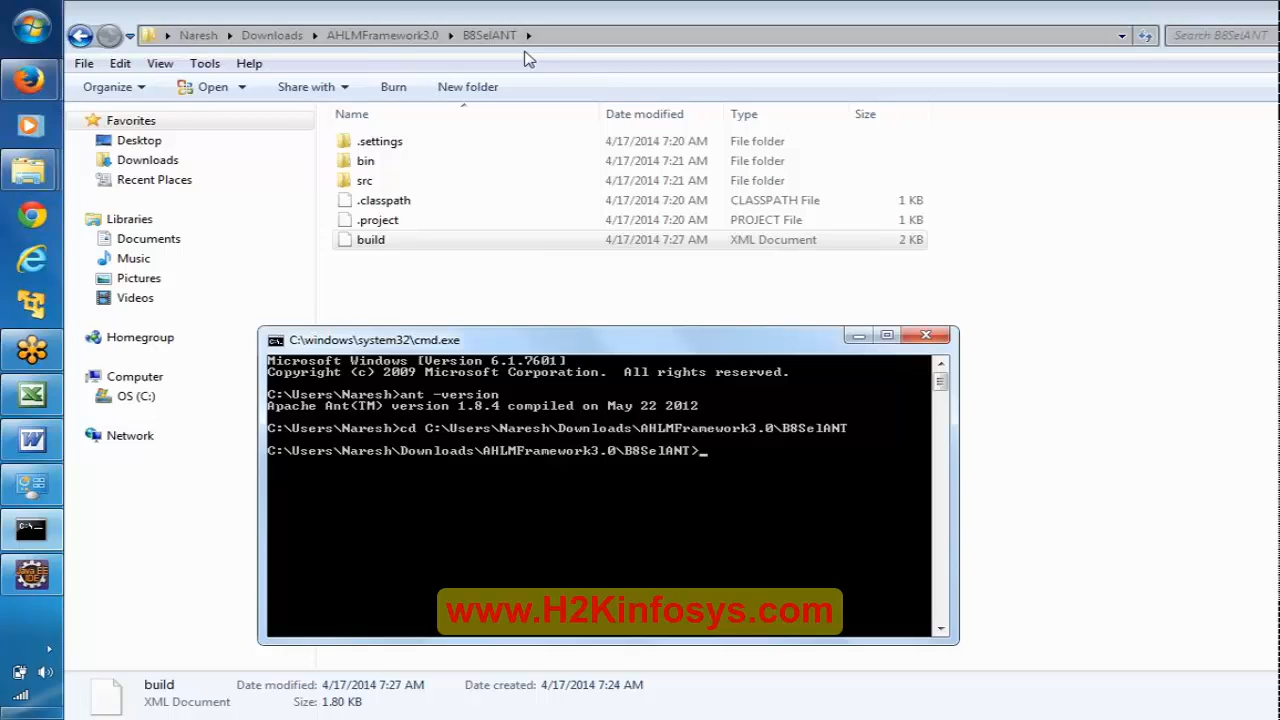 Naresh Downloads AHLMFramework3.0 B8SelANT
Search B8SelANT
File Edit View Tools Help
Organize Open Share with Burn New folder
Name Date modified Type Size
Favorites
Desktop
Downloads
Recent Places
Libraries
Documents
Music
Pictures
Videos
Homegroup
Computer
OS (C:)
Network
.settings 4/17/2014 7:20 AM File folder
bin 4/17/2014 7:21 AM File folder
src 4/17/2014 7:21 AM File folder
.classpath 4/17/2014 7:20 AM CLASSPATH File 1 KB
.project 4/17/2014 7:20 AM PROJECT File 1 KB
build 4/17/2014 7:27 AM XML Document 2 KB
C:\windows\system32\cmd.exe
Microsoft Windows [Version 6.1.7601]
Copyright (c) 2009 Microsoft Corporation. All rights reserved.
C:\Users\Naresh>ant -version
Apache Ant(TM) version 1.8.4 compiled on May 22 2012
C:\Users\Naresh>cd C:\Users\Naresh\Downloads\AHLMFramework3.0\B8SelANT
C:\Users\Naresh\Downloads\AHLMFramework3.0\B8SelANT>_
www.H2Kinfosys.com
build Date modified: 4/17/2014 7:27 AM Date created: 4/17/2014 7:24 AM
XML Document Size: 1.80 KB
Java EE
IDE